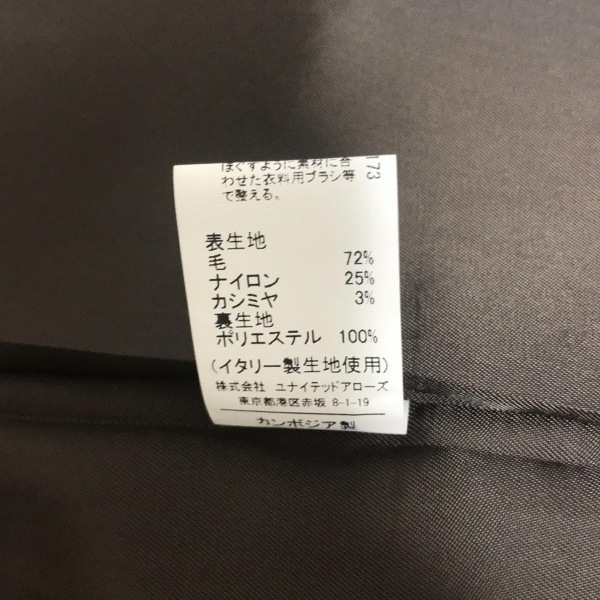 ほぐすように素材に合
わせた衣料用ブラシ等
で整える。
173
表生地
毛 72%
ナイロン 25%
カシミヤ 3%
裏生地
ポリエステル 100%
(イタリー製生地使用)
株式会社 ユナイテッドアローズ
東京都港区赤坂 8-1-19
カンボジア製